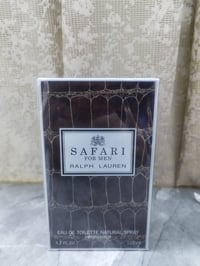 SAFARI
FOR MEN
RALPH LAUREN
EAU DE TOILETTE NATURAL SPRAY